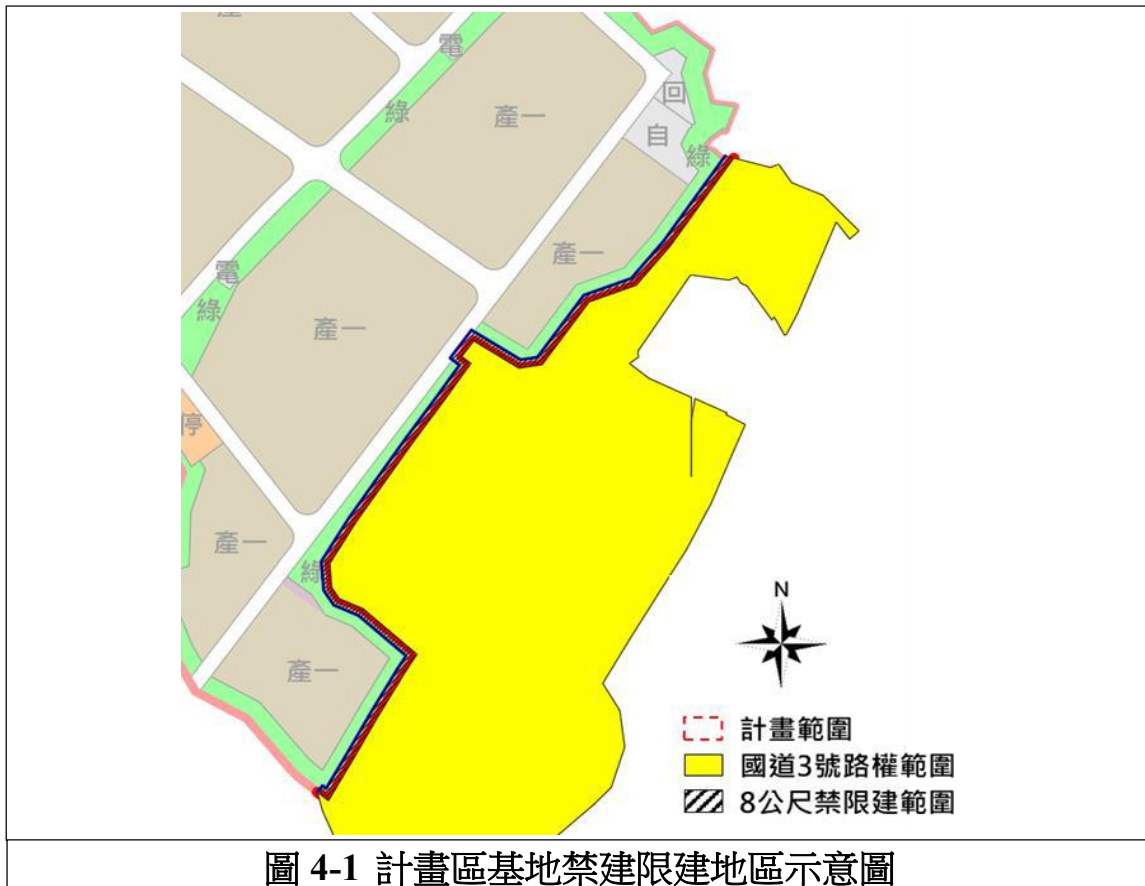 產一
電
綠
產一
回
自
綠
產一
電
綠
產一
停
產一
綠
產一
N
計畫範圍
國道3號路權範圍
8公尺禁限建範圍
圖 4-1 計畫區基地禁建限建地區示意圖